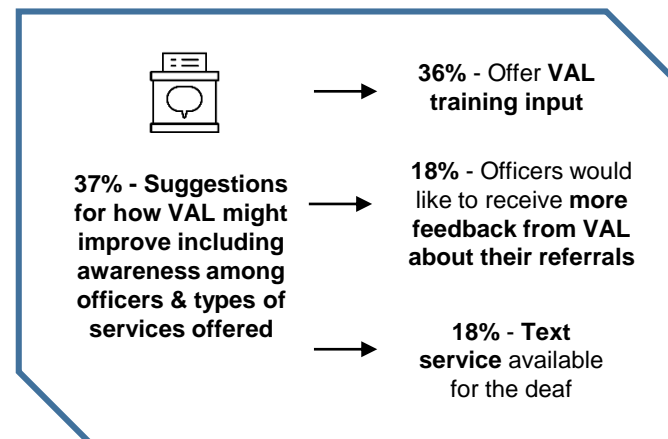 37% - Suggestions
for how VAL might
improve including
awareness among
officers & types of
services offered
36% - Offer VAL
training input
18% - Officers would
like to receive more
feedback from VAL
about their referrals
18% - Text
service available
for the deaf